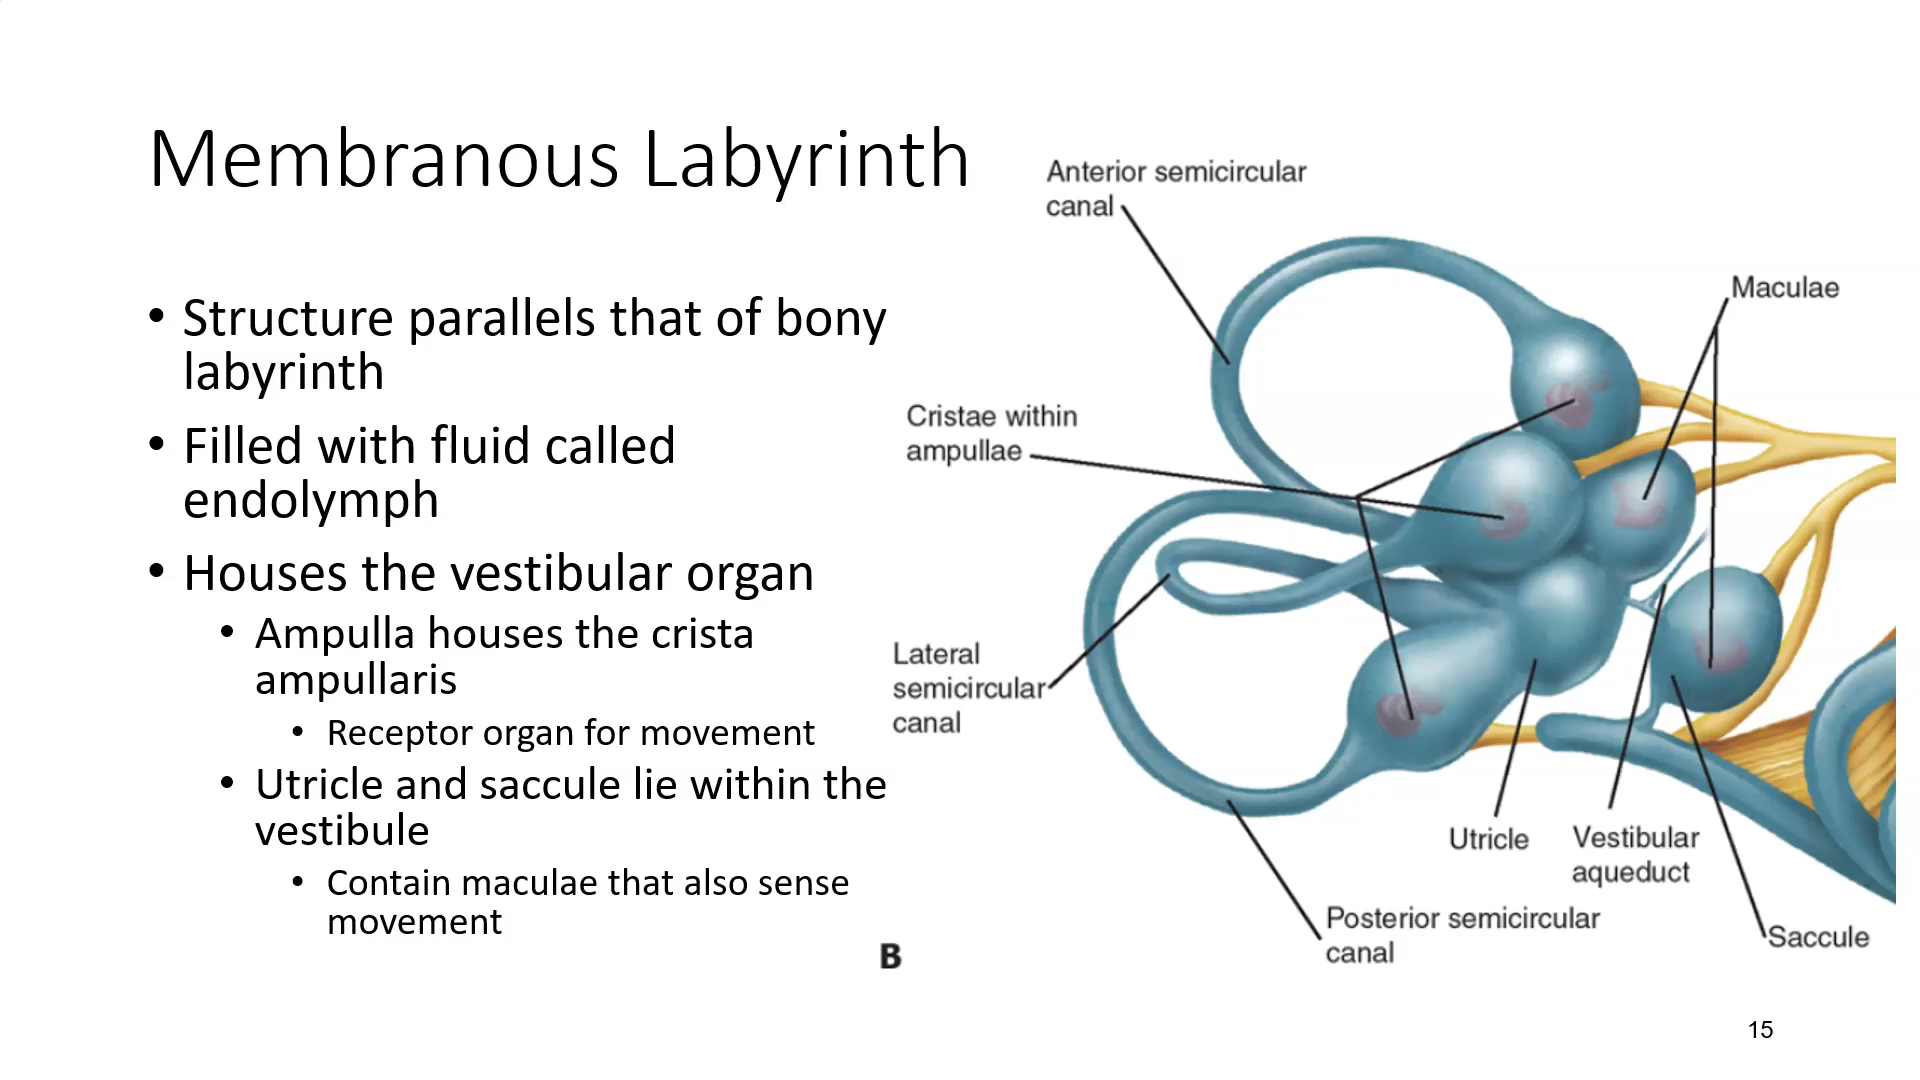 Membranous Labyrinth
• Structure parallels that of bony
labyrinth
• Filled with fluid called
endolymph
• Houses the vestibular organ
• Ampulla houses the crista
ampullaris
• Receptor organ for movement
• Utricle and saccule lie within the
vestibule
• Contain maculae that also sense
movement
Anterior semicircular
canal
Maculae
Cristae within
ampullae
Lateral
semicircular
canal
Utricle
Vestibular
aqueduct
Posterior semicircular
canal
Saccule
B
15